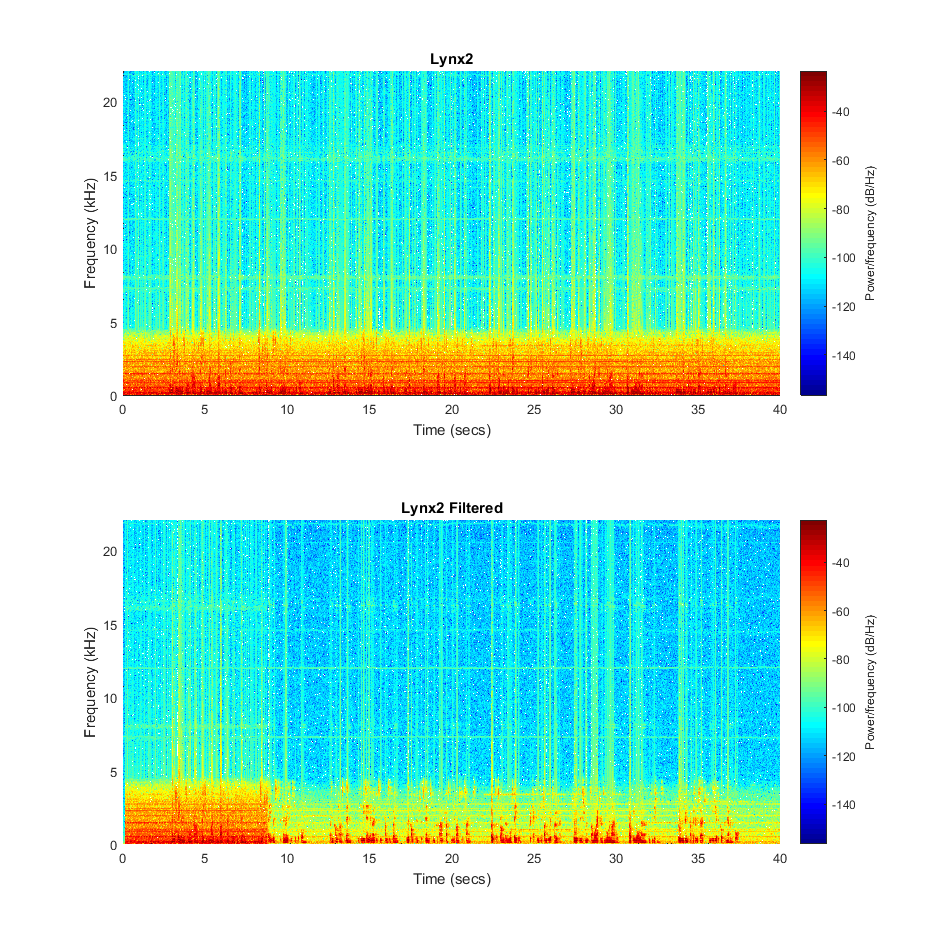 Lynx2
20
15
10
5
0
Frequency (kHz)
0 5 10 15 20 25 30 35 40
Time (secs)
-40
-60
-80
-100
-120
-140
Power/frequency (dB/Hz)
Lynx2 Filtered
20
15
10
5
0
Frequency (kHz)
0 5 10 15 20 25 30 35 40
Time (secs)
-40
-60
-80
-100
-120
-140
Power/frequency (dB/Hz)